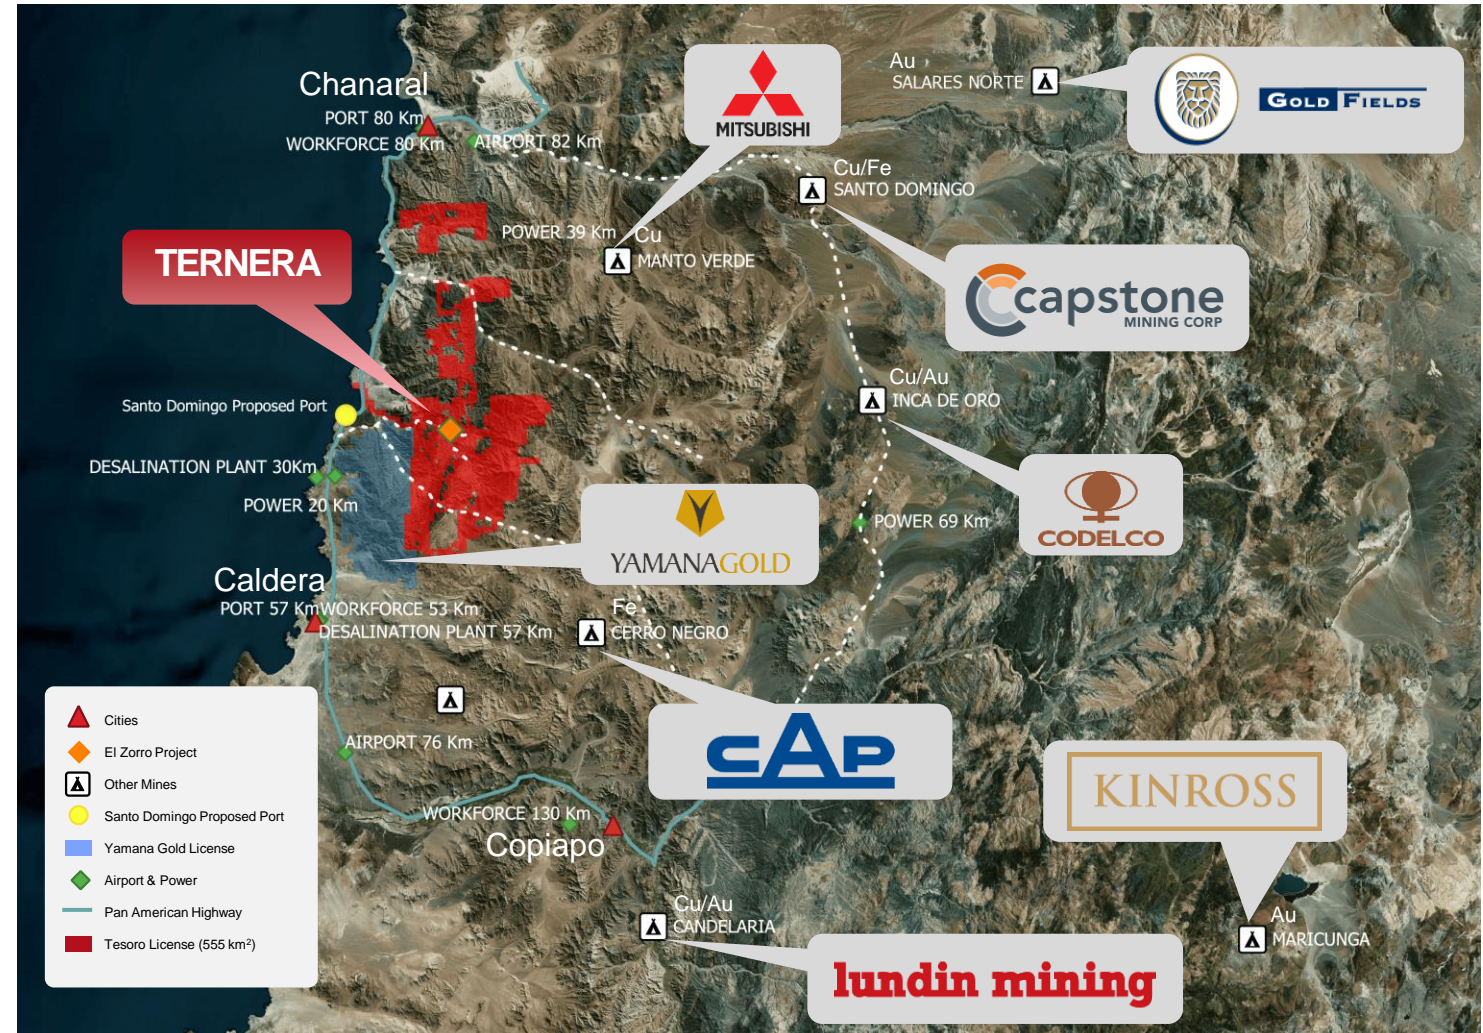 Chanaral
PORT 80 Km
WORKFORCE 80 Km
AIRPORT 82 Km
MITSUBISHI
Au
SALARES NORTE
GOLD FIELDS
Cu/Fe
SANTO DOMINGO
POWER 39 Km
Cu
MANTO VERDE
TERNERA
capstone
MINING CORP
Cu/Au
INCA DE ORO
Santo Domingo Proposed Port
DESALINATION PLANT 30Km
POWER 20 Km
CODELCO
POWER 69 Km
YAMANAGOLD
Caldera
PORT 57 Km
WORKFORCE 53 Km
DESALINATION PLANT 57 Km
Fe
CERRO NEGRO
CAP
AIRPORT 76 Km
WORKFORCE 130 Km
Copiapo
KINROSS
Cu/Au
CANDELARIA
Au
MARICUNGA
lundin mining
Cities
El Zorro Project
Other Mines
Santo Domingo Proposed Port
Yamana Gold License
Airport & Power
Pan American Highway
Tesoro License (555 km²)